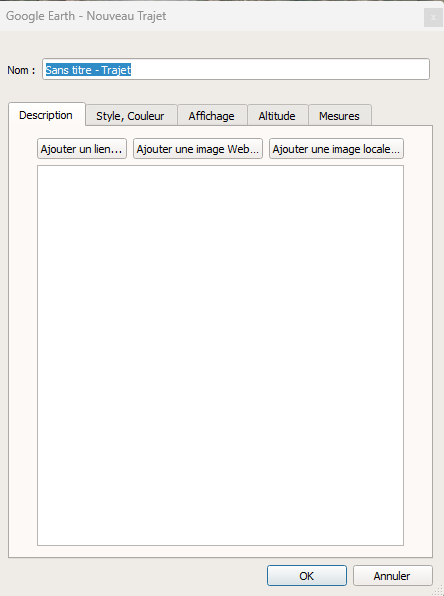 Google Earth - Nouveau Trajet
Nom :
Sans titre - Trajet
Description
Style, Couleur
Affichage
Altitude
Mesures
Ajouter un lien...
Ajouter une image Web...
Ajouter une image locale...
OK
Annuler